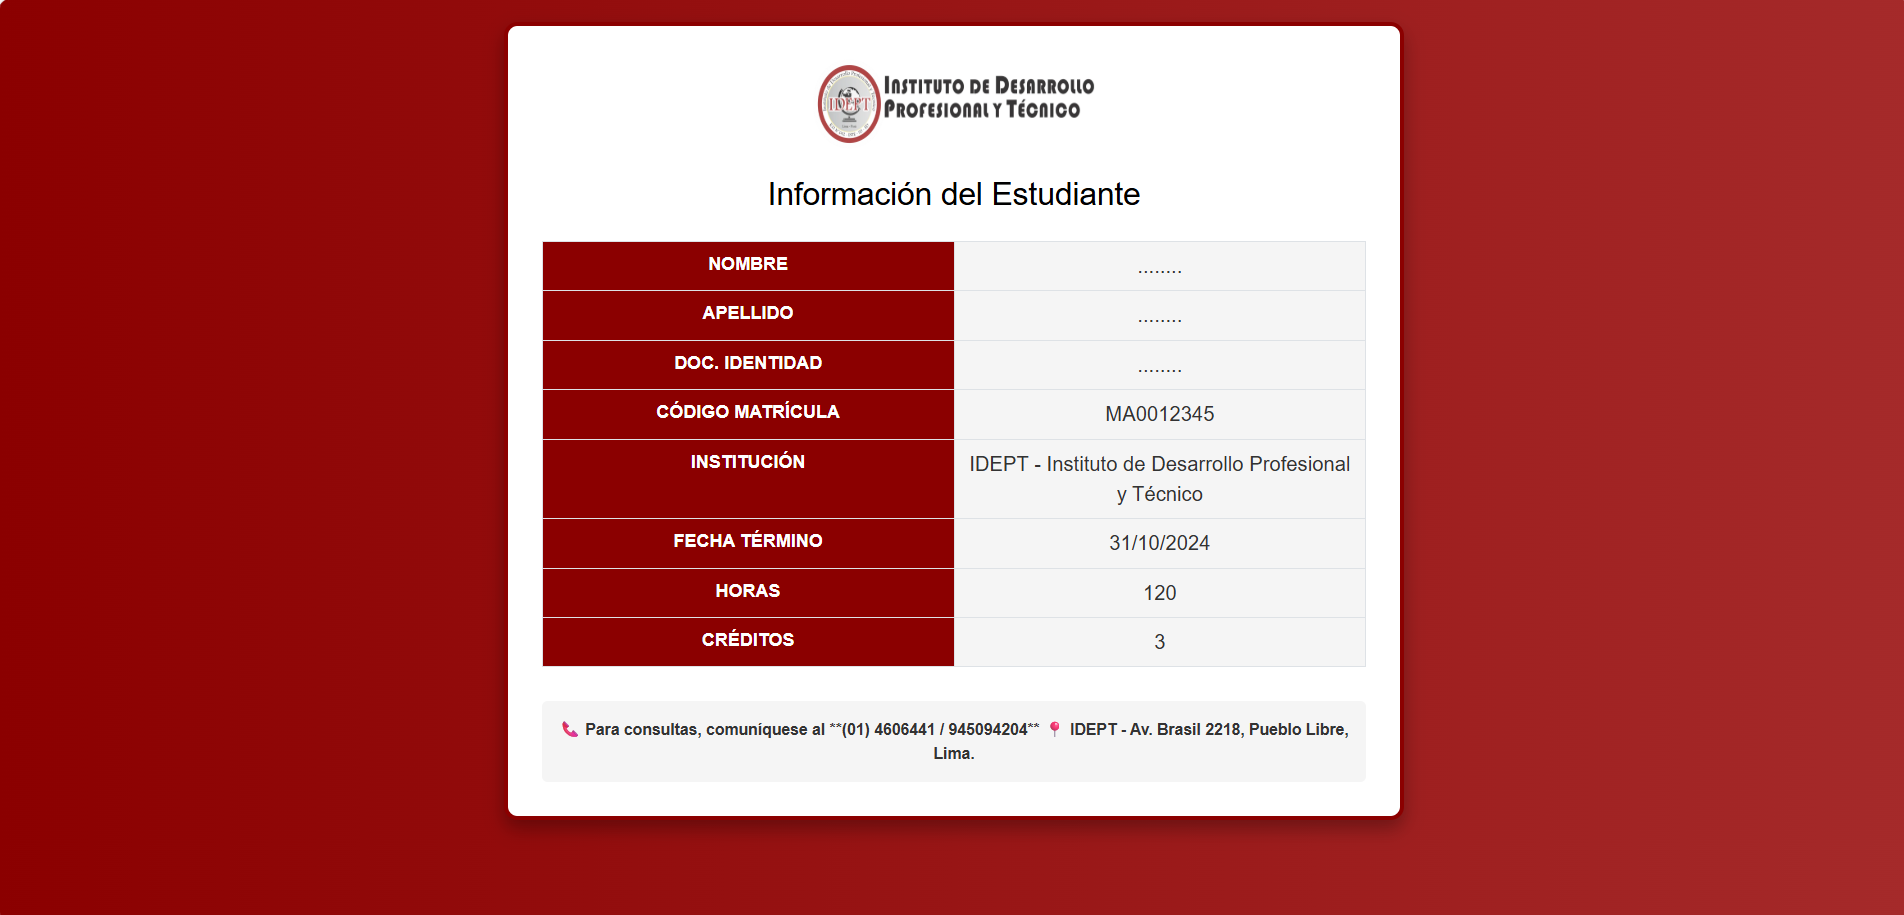 IDEPT
INSTITUTO DE DESARROLLO
PROFESIONAL Y TÉCNICO
Información del Estudiante
NOMBRE ........
APELLIDO ........
DOC. IDENTIDAD ........
CÓDIGO MATRÍCULA MA0012345
INSTITUCIÓN IDEPT - Instituto de Desarrollo Profesional
y Técnico
FECHA TÉRMINO 31/10/2024
HORAS 120
CRÉDITOS 3
📞 Para consultas, comuníquese al **(01) 4606441 / 945094204** 📍 IDEPT - Av. Brasil 2218, Pueblo Libre,
Lima.